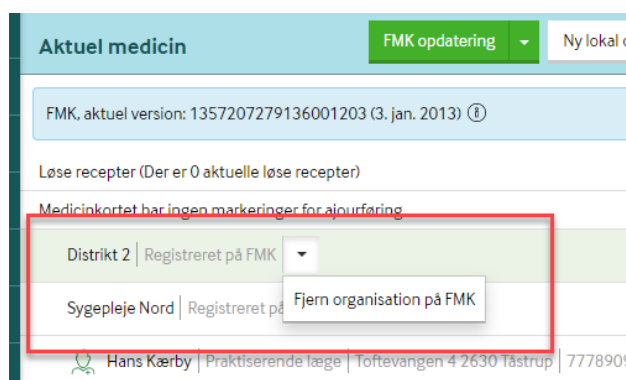 Aktuel medicin
FMK opdatering
Ny lokal
FMK, aktuel version: 1357207279136001203 (3. jan. 2013)
Løse recepter (Der er 0 aktuelle løse recepter)
Medicinkortet har ingen markeringer for ajourføring
Distrikt 2 | Registreret på FMK
Fjern organisation på FMK
Sygepleje Nord | Registreret på
Hans Kærby | Praktiserende læge | Toftevangen 4 2630 Tåstrup | 777890